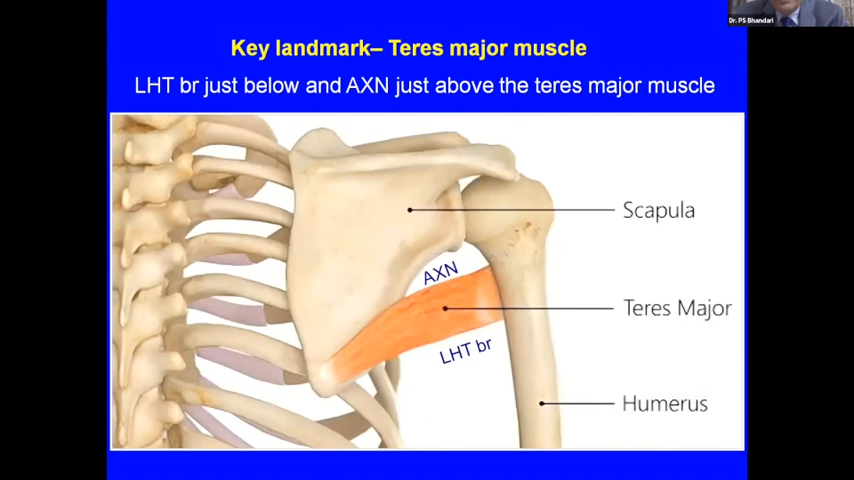 Dr. PS Bhandari
Key landmark– Teres major muscle
LHT br just below and AXN just above the teres major muscle
Scapula
AXN
Teres Major
LHT br
Humerus